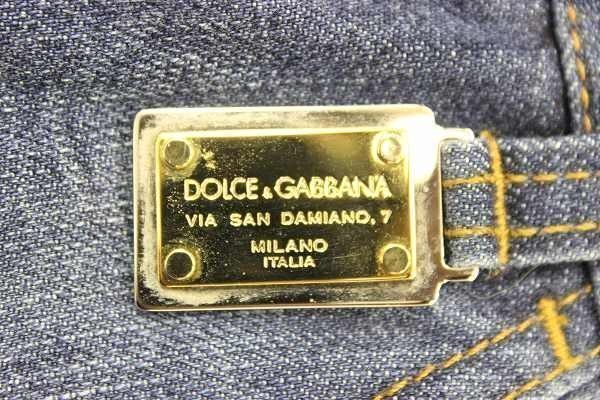 DOLCE & GABBANA
VIA SAN DAMIANO, 7
MILANO
ITALIA